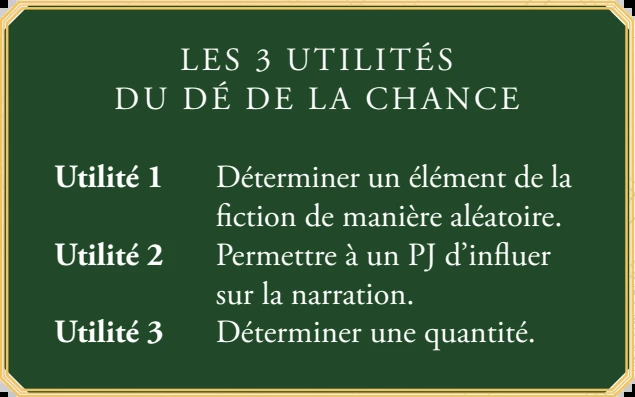 LES 3 UTILITÉS
DU DÉ DE LA CHANCE
Utilité 1 Déterminer un élément de la
fiction de manière aléatoire.
Utilité 2 Permettre à un PJ d’influer
sur la narration.
Utilité 3 Déterminer une quantité.